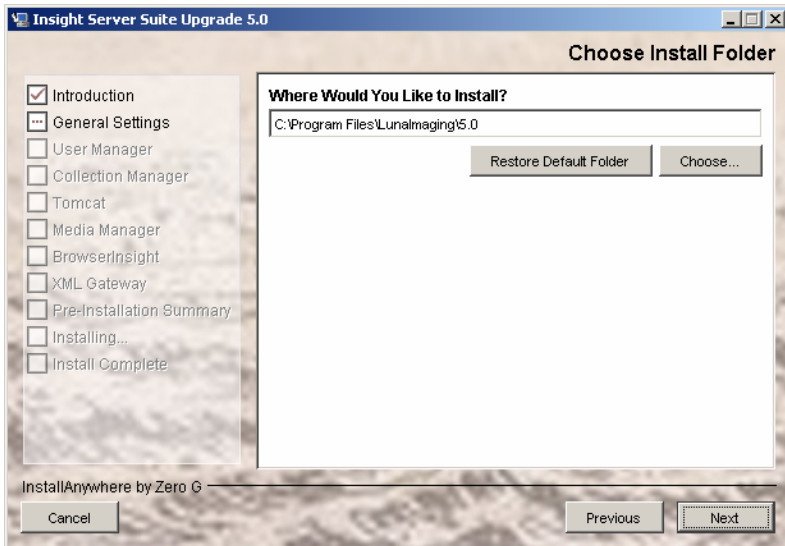 Insight Server Suite Upgrade 5.0
Choose Install Folder
Introduction
General Settings
User Manager
Collection Manager
Tomcat
Media Manager
BrowserInsight
XML Gateway
Pre-Installation Summary
Installing...
Install Complete
Where Would You Like to Install?
C:\Program Files\LunaImaging\5.0
Restore Default Folder
Choose...
InstallAnywhere by Zero G
Cancel
Previous
Next